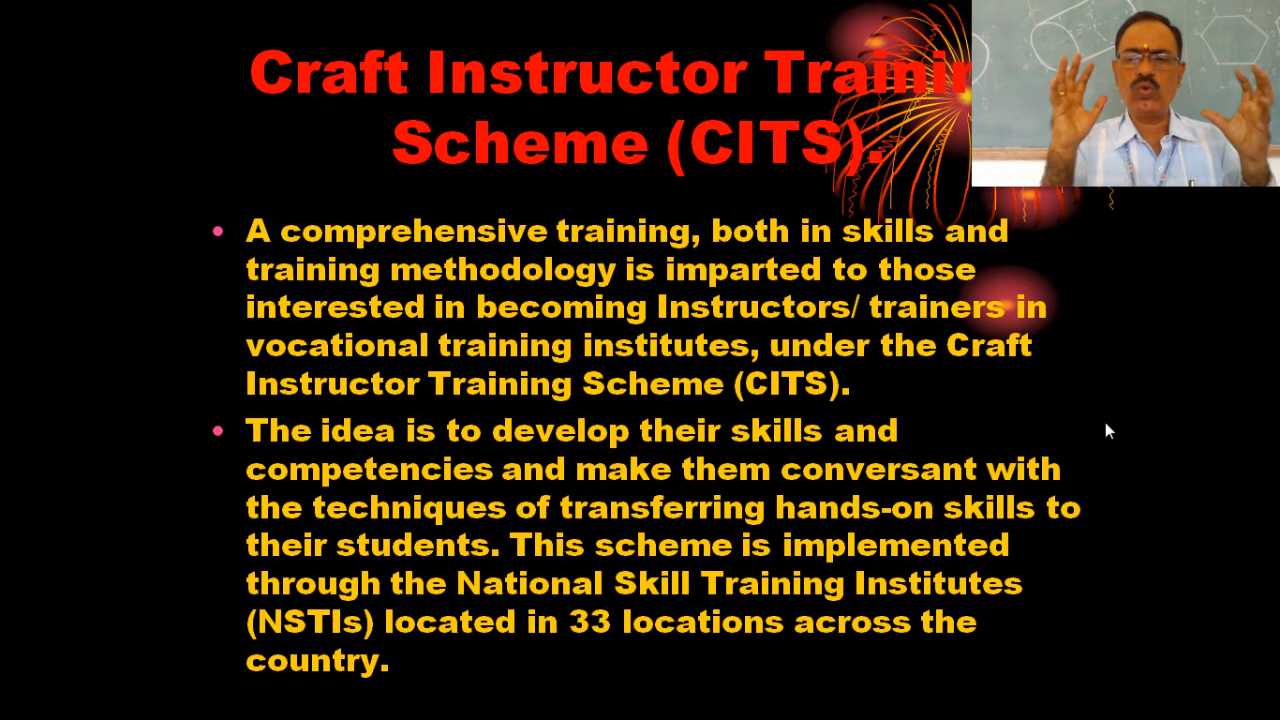 Craft Instructor Trainin
Scheme (CITS).
• A comprehensive training, both in skills and
training methodology is imparted to those
interested in becoming Instructors/ trainers in
vocational training institutes, under the Craft
Instructor Training Scheme (CITS).
• The idea is to develop their skills and
competencies and make them conversant with
the techniques of transferring hands-on skills to
their students. This scheme is implemented
through the National Skill Training Institutes
(NSTIs) located in 33 locations across the
country.